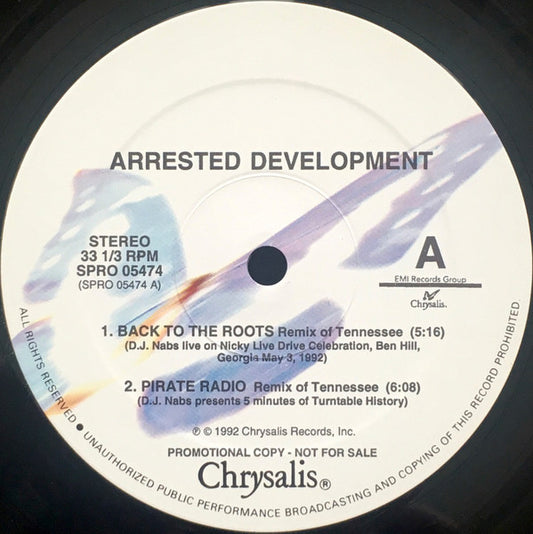 ARRESTED DEVELOPMENT
STEREO
33 1/3 RPM
SPRO 05474
(SPRO 05474 A)
A
EMI Records Group
Chrysalis.
1. BACK TO THE ROOTS Remix of Tennessee (5:16)
(D.J. Nabs live on Nicky Live Drive Celebration, Ben Hill,
Georgia May 3, 1992)
2. PIRATE RADIO Remix of Tennessee (6:08)
(D.J. Nabs presents 5 minutes of Turntable History)
℗ © 1992 Chrysalis Records, Inc.
PROMOTIONAL COPY - NOT FOR SALE
Chrysalis®
ALL RIGHTS RESERVED ● UNAUTHORIZED PUBLIC PERFORMANCE BROADCASTING AND COPYING OF THIS RECORD PROHIBITED.